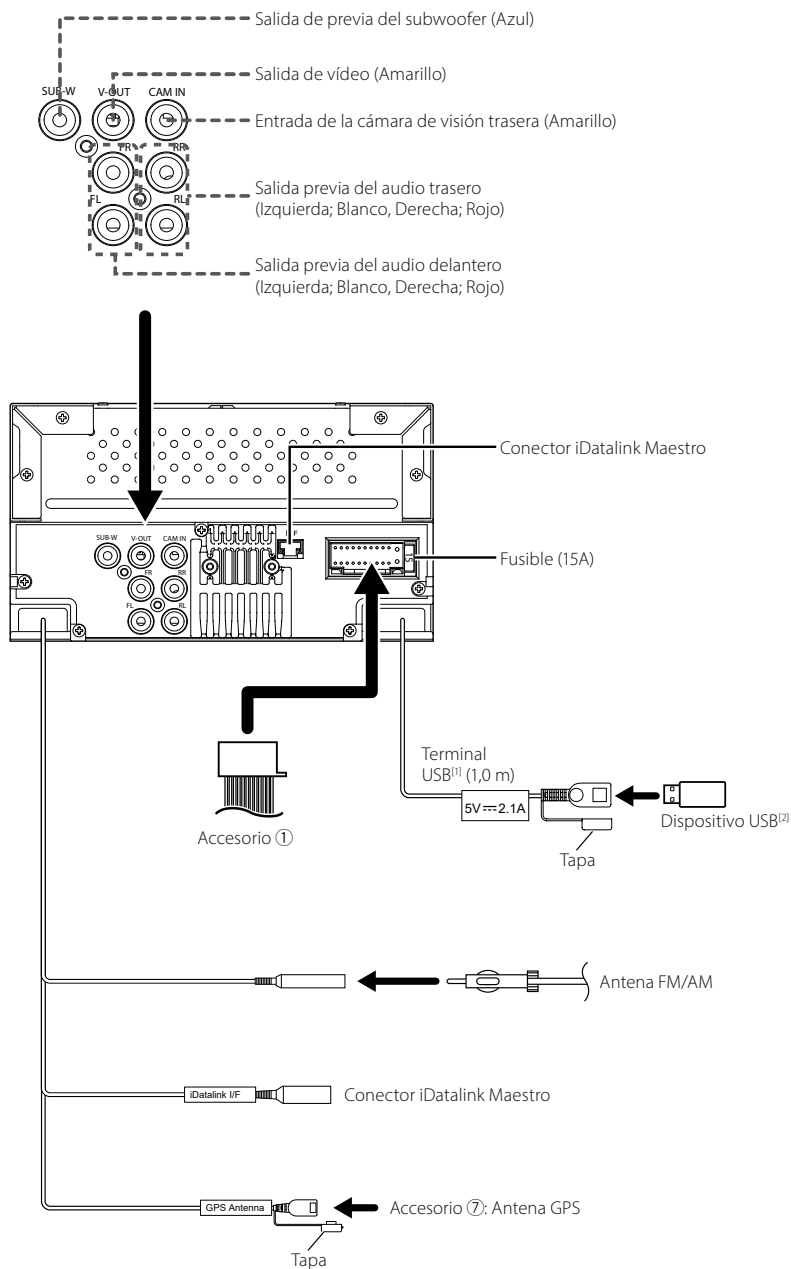 Salida de previa del subwoofer (Azul)
Salida de vídeo (Amarillo)
SUB-W V-OUT CAM IN
Entrada de la cámara de visión trasera (Amarillo)
FR RR
Salida previa del audio trasero
(Izquierda; Blanco, Derecha; Rojo)
FL RL
Salida previa del audio delantero
(Izquierda; Blanco, Derecha; Rojo)
Conector iDatalink Maestro
SUB-W V-OUT CAM IN
Fusible (15A)
15
FR RR
FL RL
Terminal
USB[1] (1,0 m)
5V⎓2.1A
Dispositivo USB[2]
Accesorio ①
Tapa
Antena FM/AM
iDatalink I/F
Conector iDatalink Maestro
GPS Antenna
Accesorio ⑦: Antena GPS
Tapa